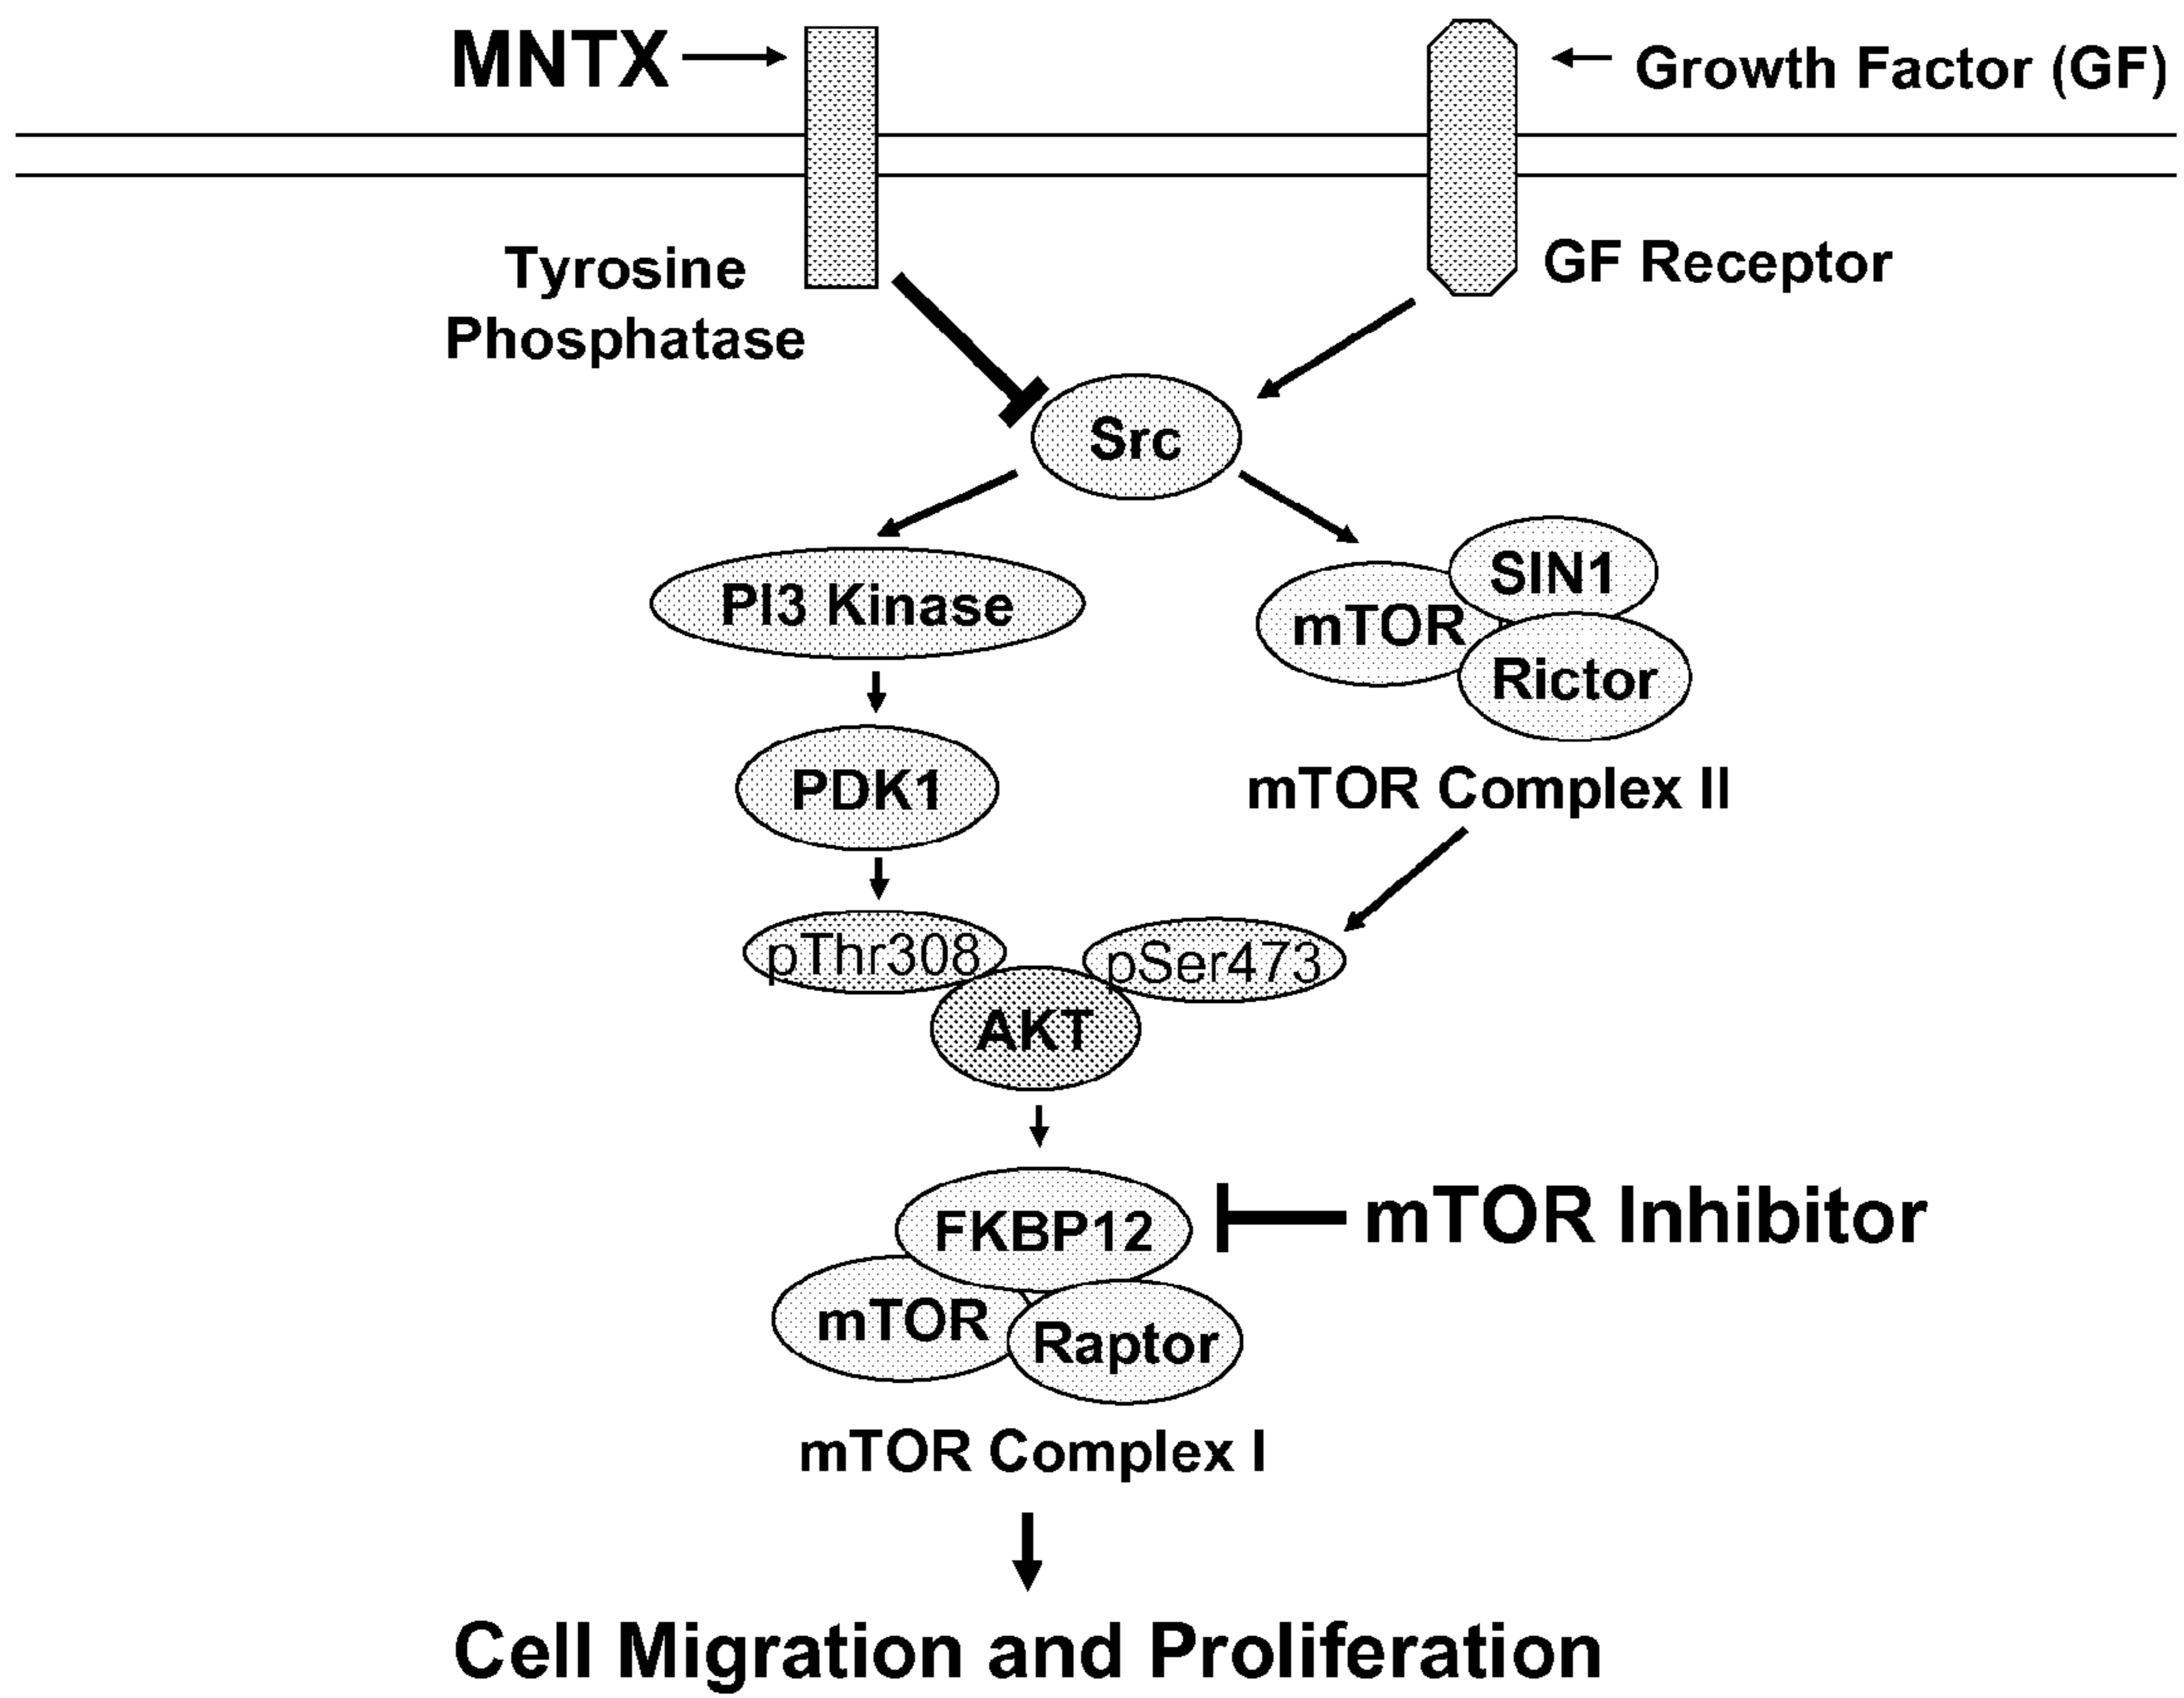 MNTX
Growth Factor (GF)
Tyrosine
Phosphatase
GF Receptor
Src
PI3 Kinase
SIN1
mTOR
Rictor
PDK1
mTOR Complex II
pThr308
pSer473
AKT
FKBP12
mTOR Inhibitor
mTOR
Raptor
mTOR Complex I
Cell Migration and Proliferation